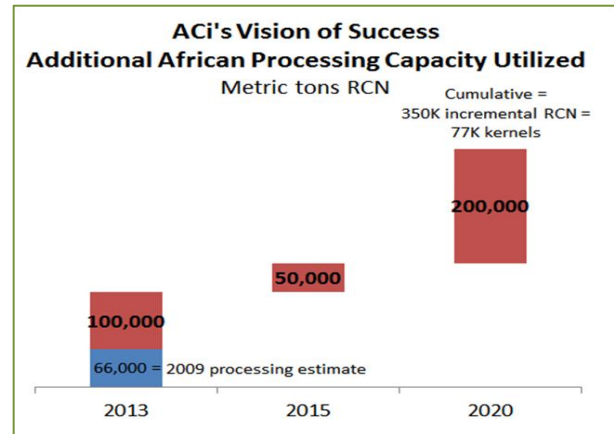 ACi's Vision of Success
Additional African Processing Capacity Utilized
Metric tons RCN
Cumulative =
350K incremental RCN =
77K kernels
200,000
50,000
100,000
66,000 = 2009 processing estimate
2013 2015 2020